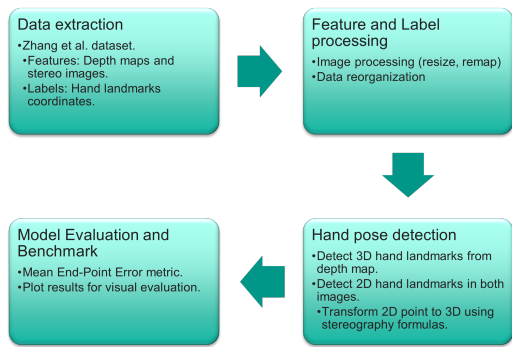 Data extraction
•Zhang et al. dataset.
•Features: Depth maps and
stereo images.
•Labels: Hand landmarks
coordinates.
Feature and Label
processing
•Image processing (resize, remap)
•Data reorganization
Hand pose detection
•Detect 3D hand landmarks from
depth map.
•Detect 2D hand landmarks in both
images.
•Transform 2D point to 3D using
stereography formulas.
Model Evaluation and
Benchmark
•Mean End-Point Error metric.
•Plot results for visual evaluation.